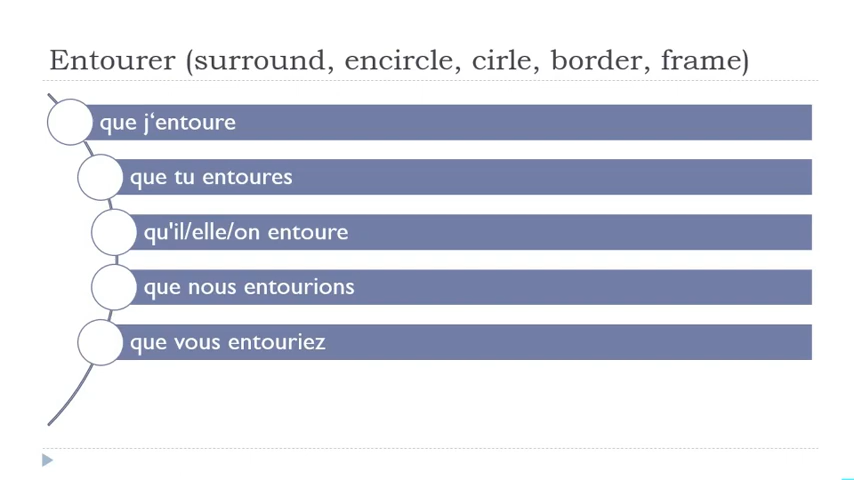 Entourer (surround, encircle, cirle, border, frame)
que j‘entoure
que tu entoures
qu'il/elle/on entoure
que nous entourions
que vous entouriez